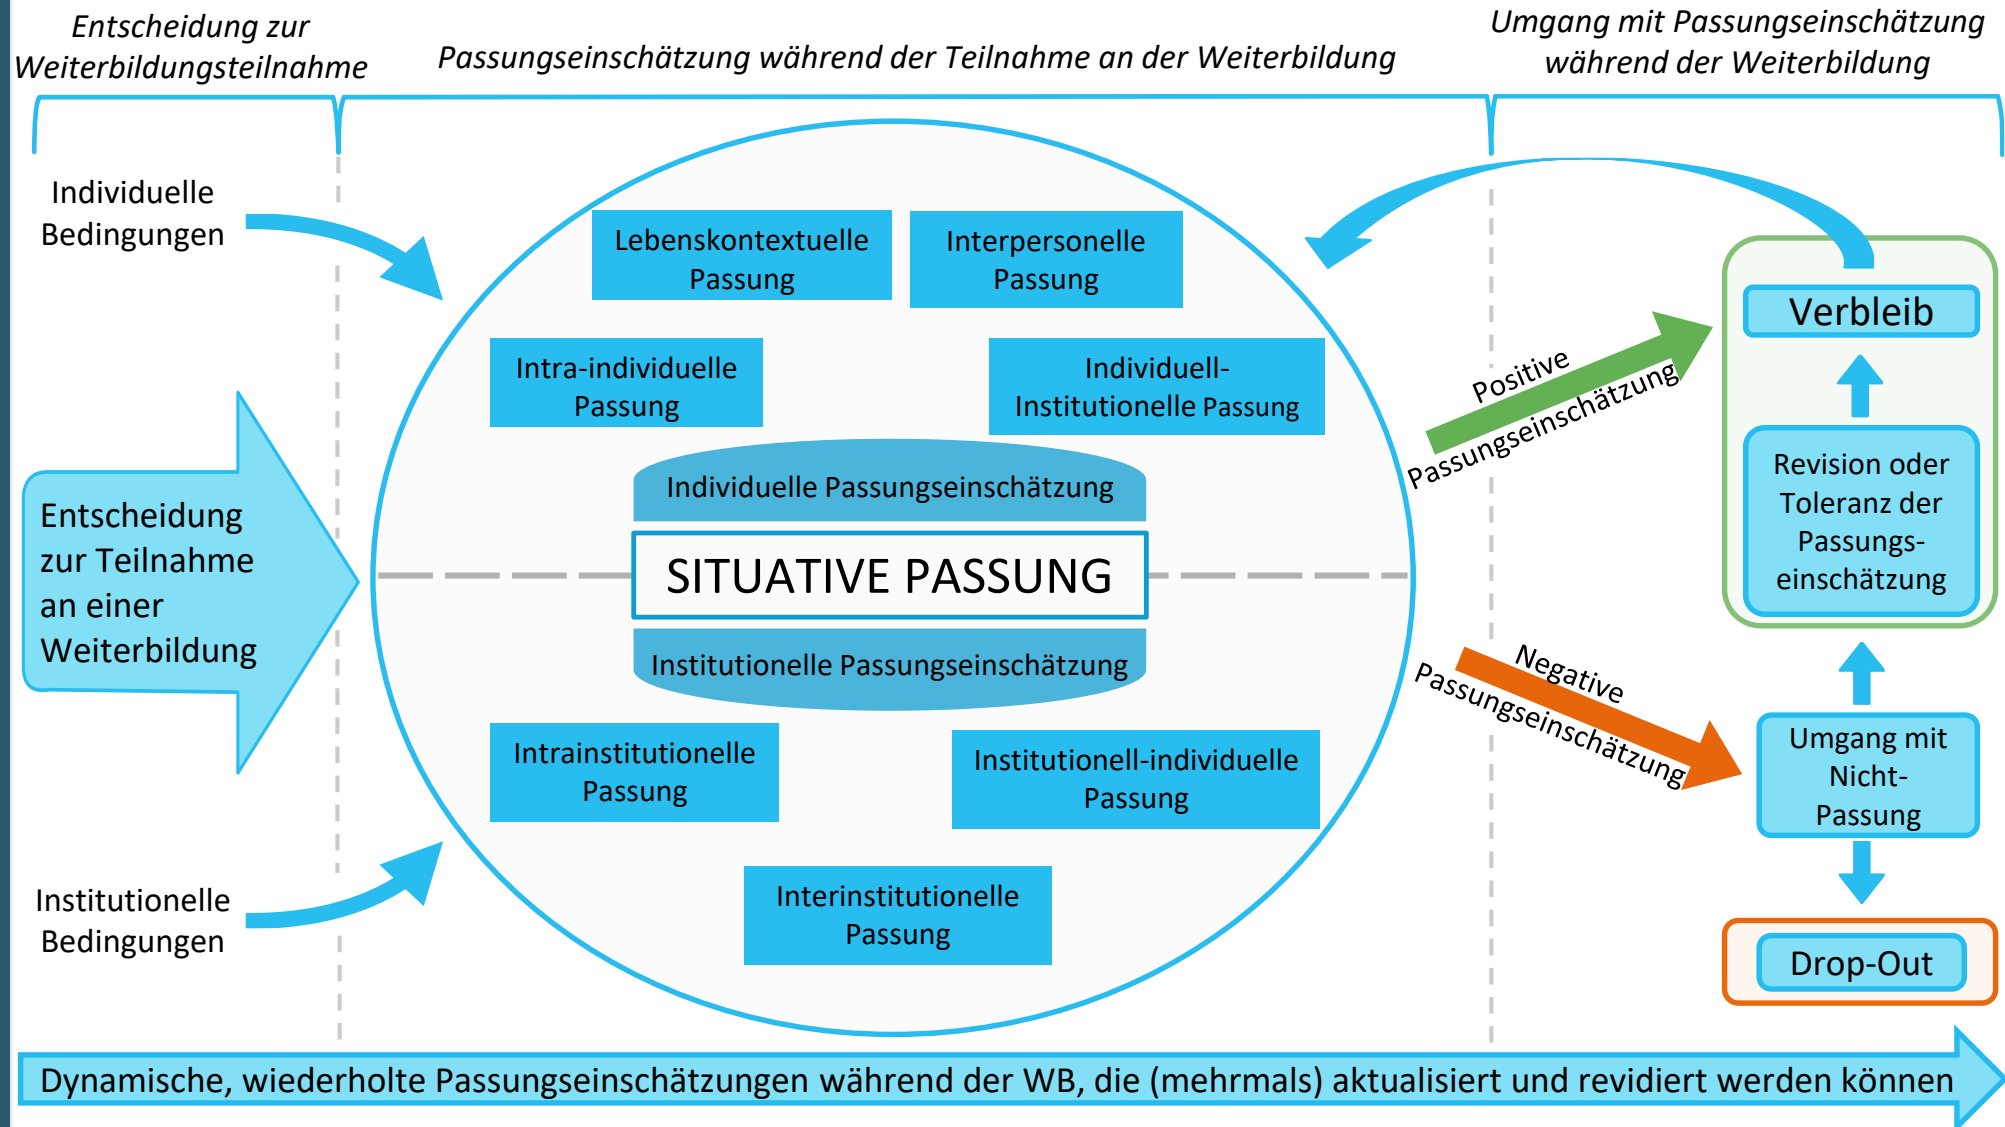 Entscheidung zur
Weiterbildungsteilnahme
Passungseinschätzung während der Teilnahme an der Weiterbildung
Umgang mit Passungseinschätzung
während der Weiterbildung
Individuelle
Bedingungen
Entscheidung
zur Teilnahme
an einer
Weiterbildung
Institutionelle
Bedingungen
Lebenskontextuelle
Passung
Interpersonelle
Passung
Intra-individuelle
Passung
Individuell-
Institutionelle Passung
Individuelle Passungseinschätzung
SITUATIVE PASSUNG
Institutionelle Passungseinschätzung
Intrainstitutionelle
Passung
Institutionell-individuelle
Passung
Interinstitutionelle
Passung
Positive
Passungseinschätzung
Negative
Passungseinschätzung
Verbleib
Revision oder
Toleranz der
Passungs-
einschätzung
Umgang mit
Nicht-
Passung
Drop-Out
Dynamische, wiederholte Passungseinschätzungen während der WB, die (mehrmals) aktualisiert und revidiert werden können